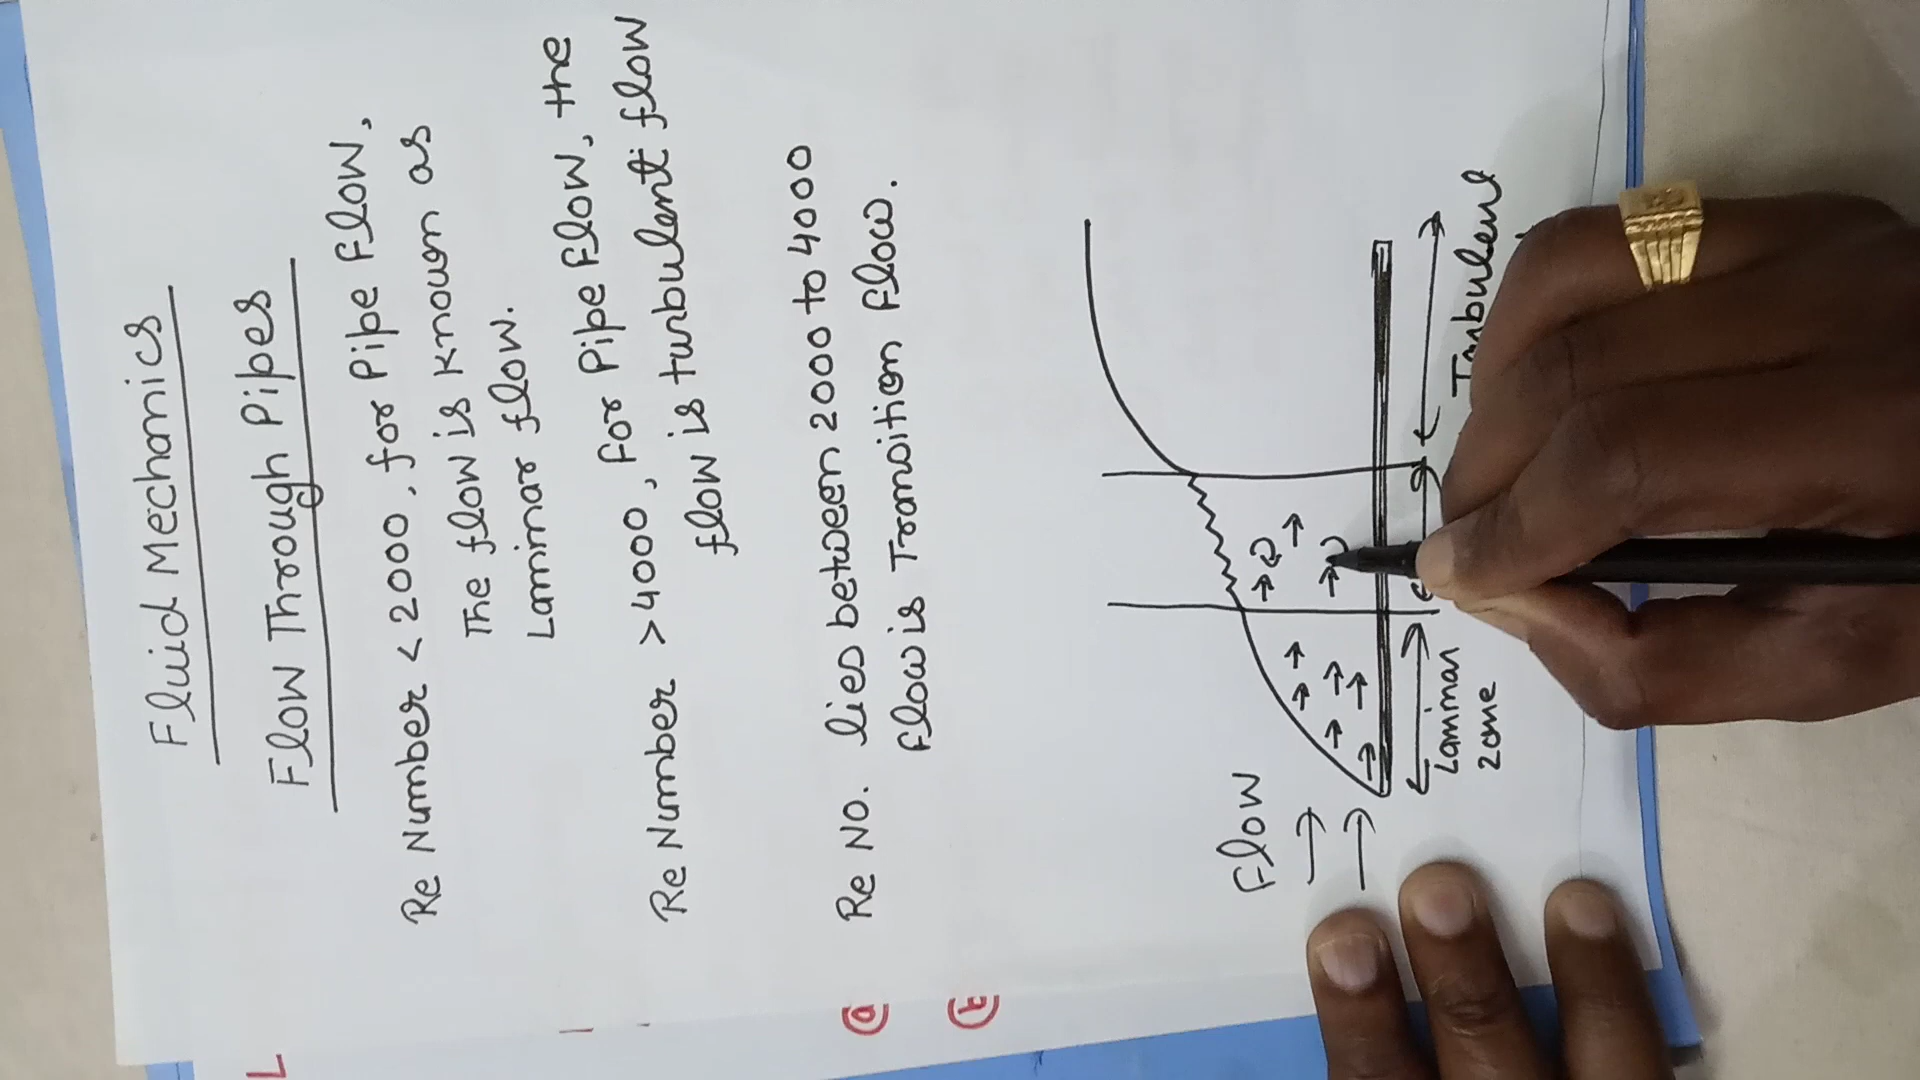 Fluid Mechanics
Flow Through Pipes
Re Number < 2000, for Pipe Flow,
The flow is known as
Laminar flow.
Re Number > 4000, For Pipe Flow, the
flow is turbulent flow
Re No. lies between 2000 to 4000
Flow is Transition Flow.
Flow
Laminar
zone